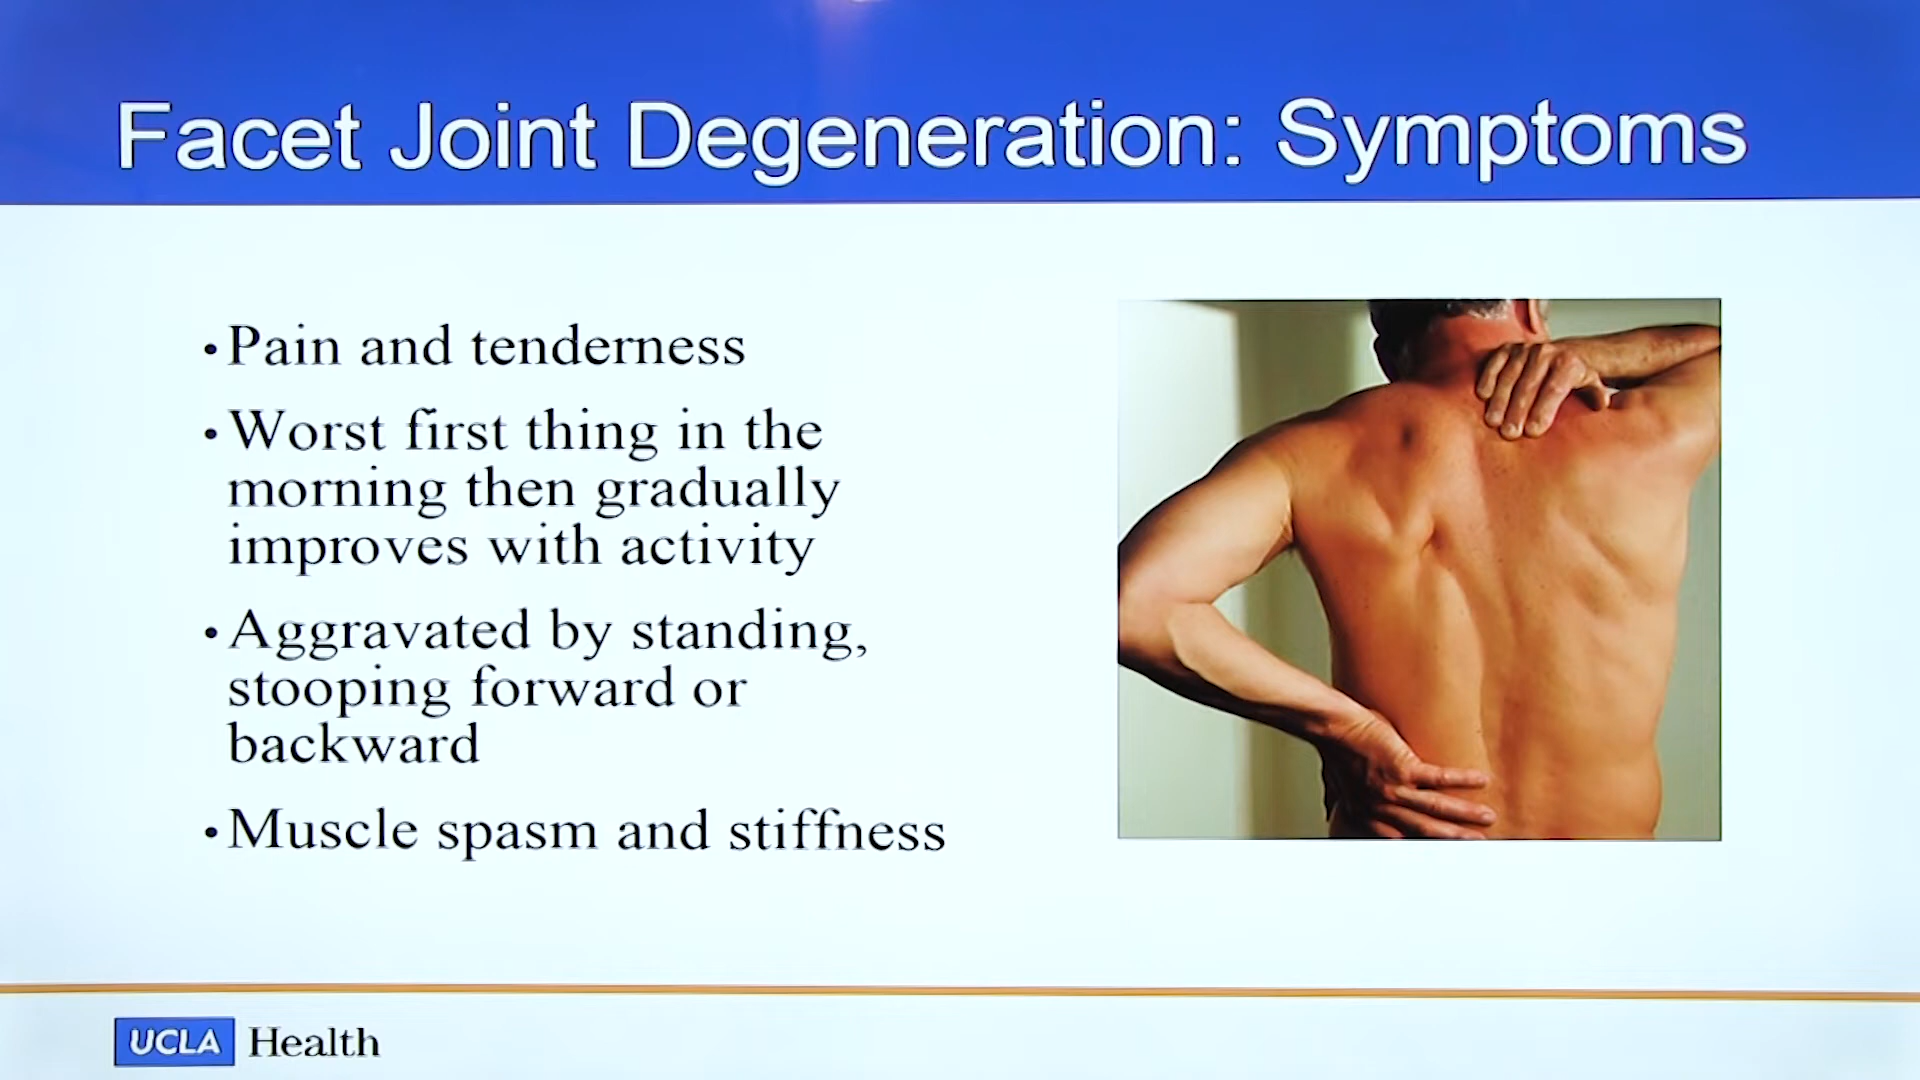 Facet Joint Degeneration: Symptoms
•Pain and tenderness
•Worst first thing in the
morning then gradually
improves with activity
•Aggravated by standing,
stooping forward or
backward
•Muscle spasm and stiffness
UCLA Health